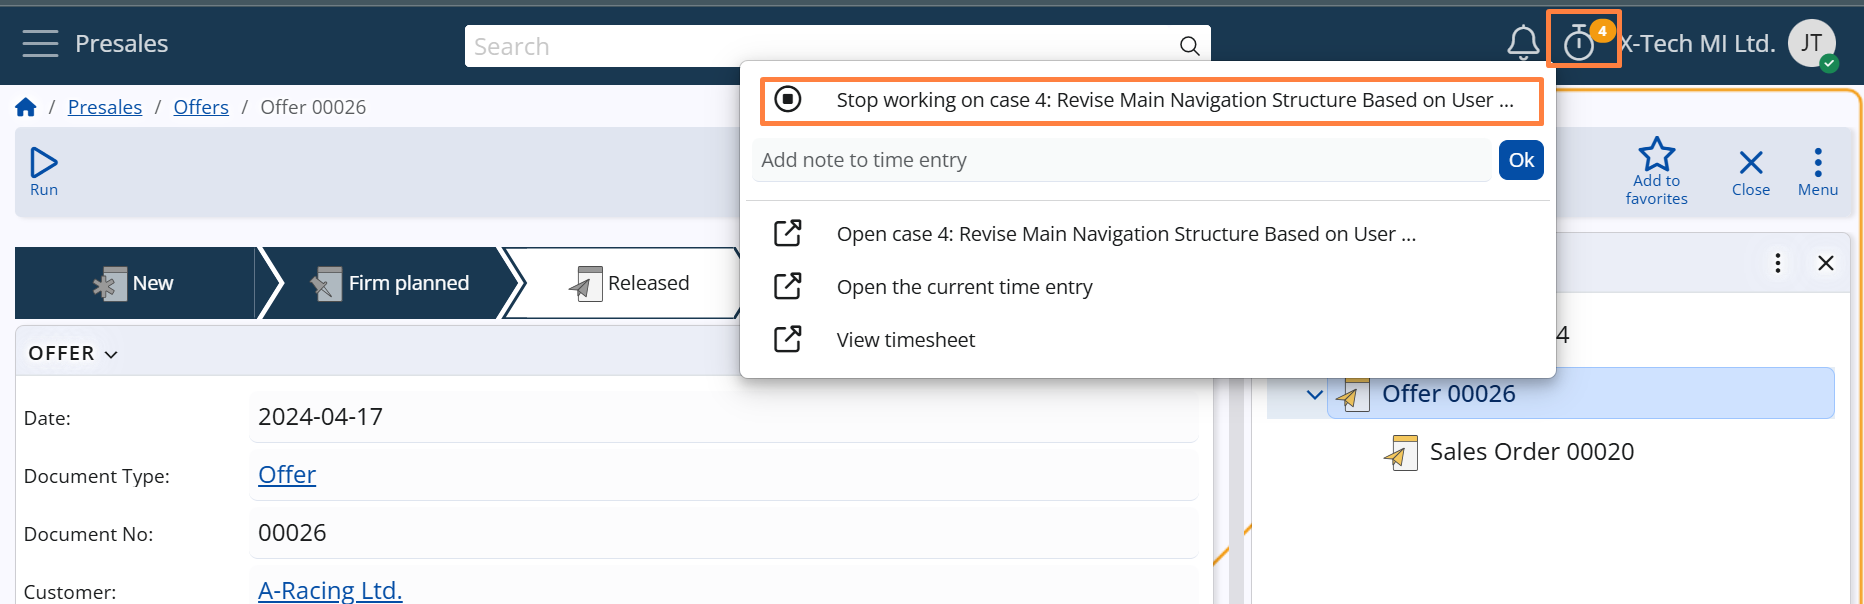 Presales
Search
4
X-Tech MI Ltd.
JT
/ Presales / Offers / Offer 00026
Stop working on case 4: Revise Main Navigation Structure Based on User ...
Add note to time entry
Ok
Open case 4: Revise Main Navigation Structure Based on User ...
Open the current time entry
View timesheet
Run
Add to
favorites
Close
Menu
New
Firm planned
Released
OFFER
Date:
2024-04-17
Document Type:
Offer
Document No:
00026
Customer:
A-Racing Ltd.
4
Offer 00026
Sales Order 00020